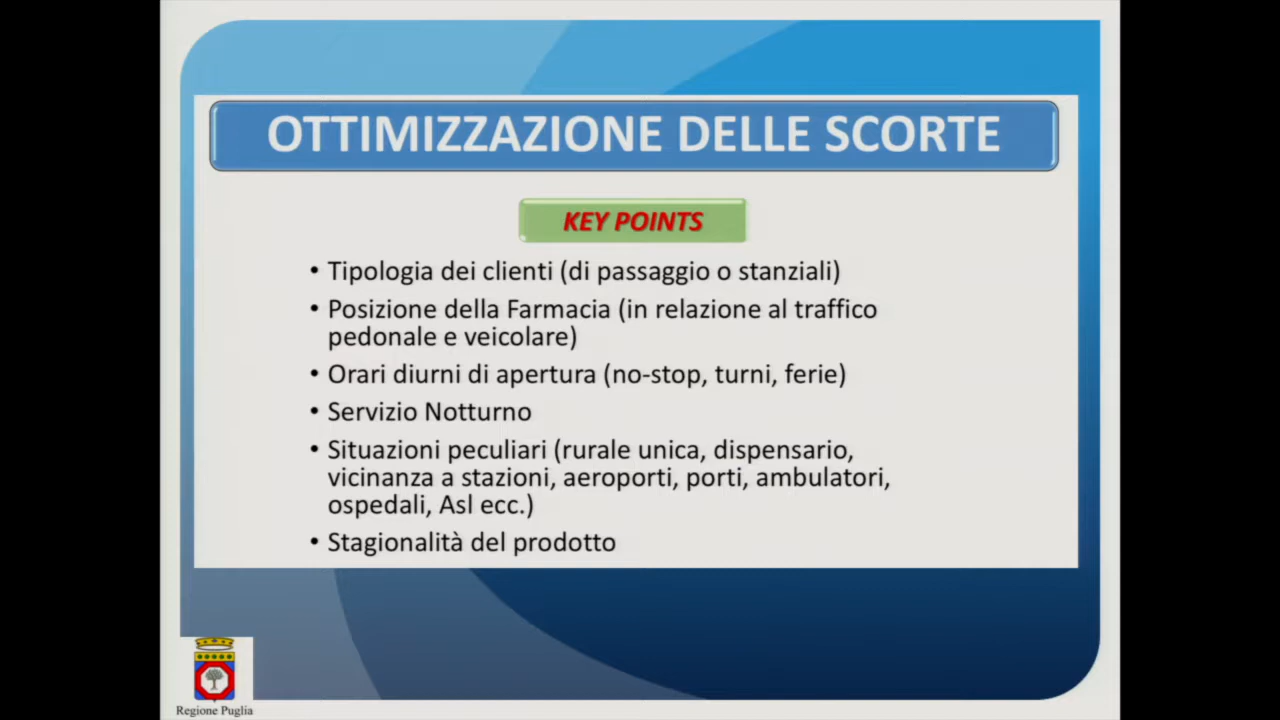 OTTIMIZZAZIONE DELLE SCORTE
KEY POINTS
• Tipologia dei clienti (di passaggio o stanziali)
• Posizione della Farmacia (in relazione al traffico
pedonale e veicolare)
• Orari diurni di apertura (no-stop, turni, ferie)
• Servizio Notturno
• Situazioni peculiari (rurale unica, dispensario,
vicinanza a stazioni, aeroporti, porti, ambulatori,
ospedali, Asl ecc.)
• Stagionalità del prodotto
Regione Puglia